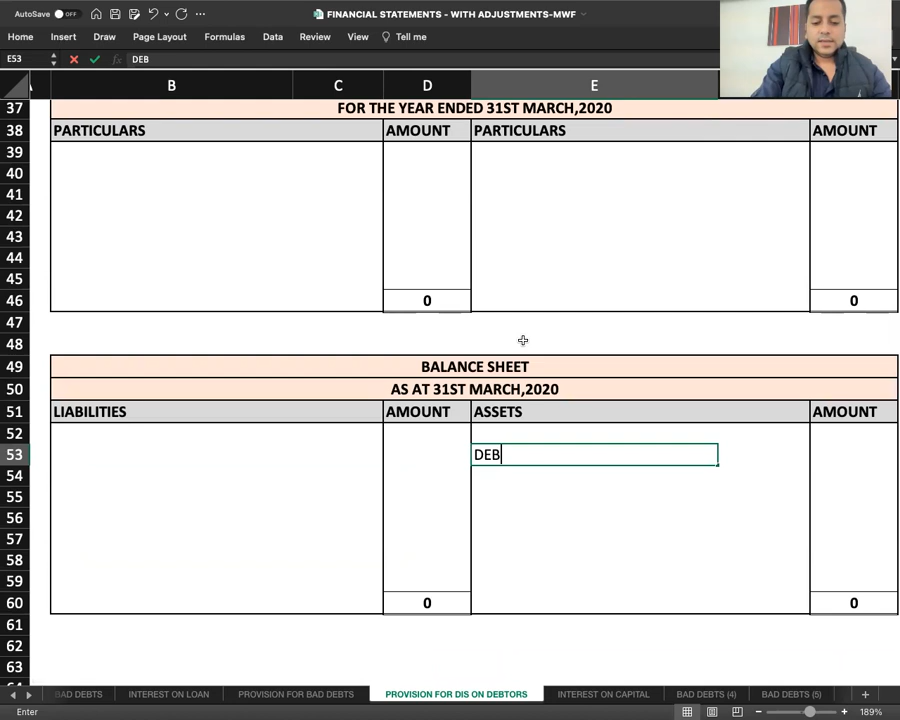 AutoSave OFF FINANCIAL STATEMENTS - WITH ADJUSTMENTS-MWF
Home Insert Draw Page Layout Formulas Data Review View Tell me
E53 fx DEB
B C D E
37 FOR THE YEAR ENDED 31ST MARCH,2020
38 PARTICULARS AMOUNT PARTICULARS AMOUNT
39
40
41
42
43
44
45
46 0 0
47
48
49 BALANCE SHEET
50 AS AT 31ST MARCH,2020
51 LIABILITIES AMOUNT ASSETS AMOUNT
52
53 DEB
54
55
56
57
58
59
60 0 0
61
62
63
BAD DEBTS INTEREST ON LOAN PROVISION FOR BAD DEBTS PROVISION FOR DIS ON DEBTORS INTEREST ON CAPITAL BAD DEBTS (4) BAD DEBTS (5) +
Enter 189%